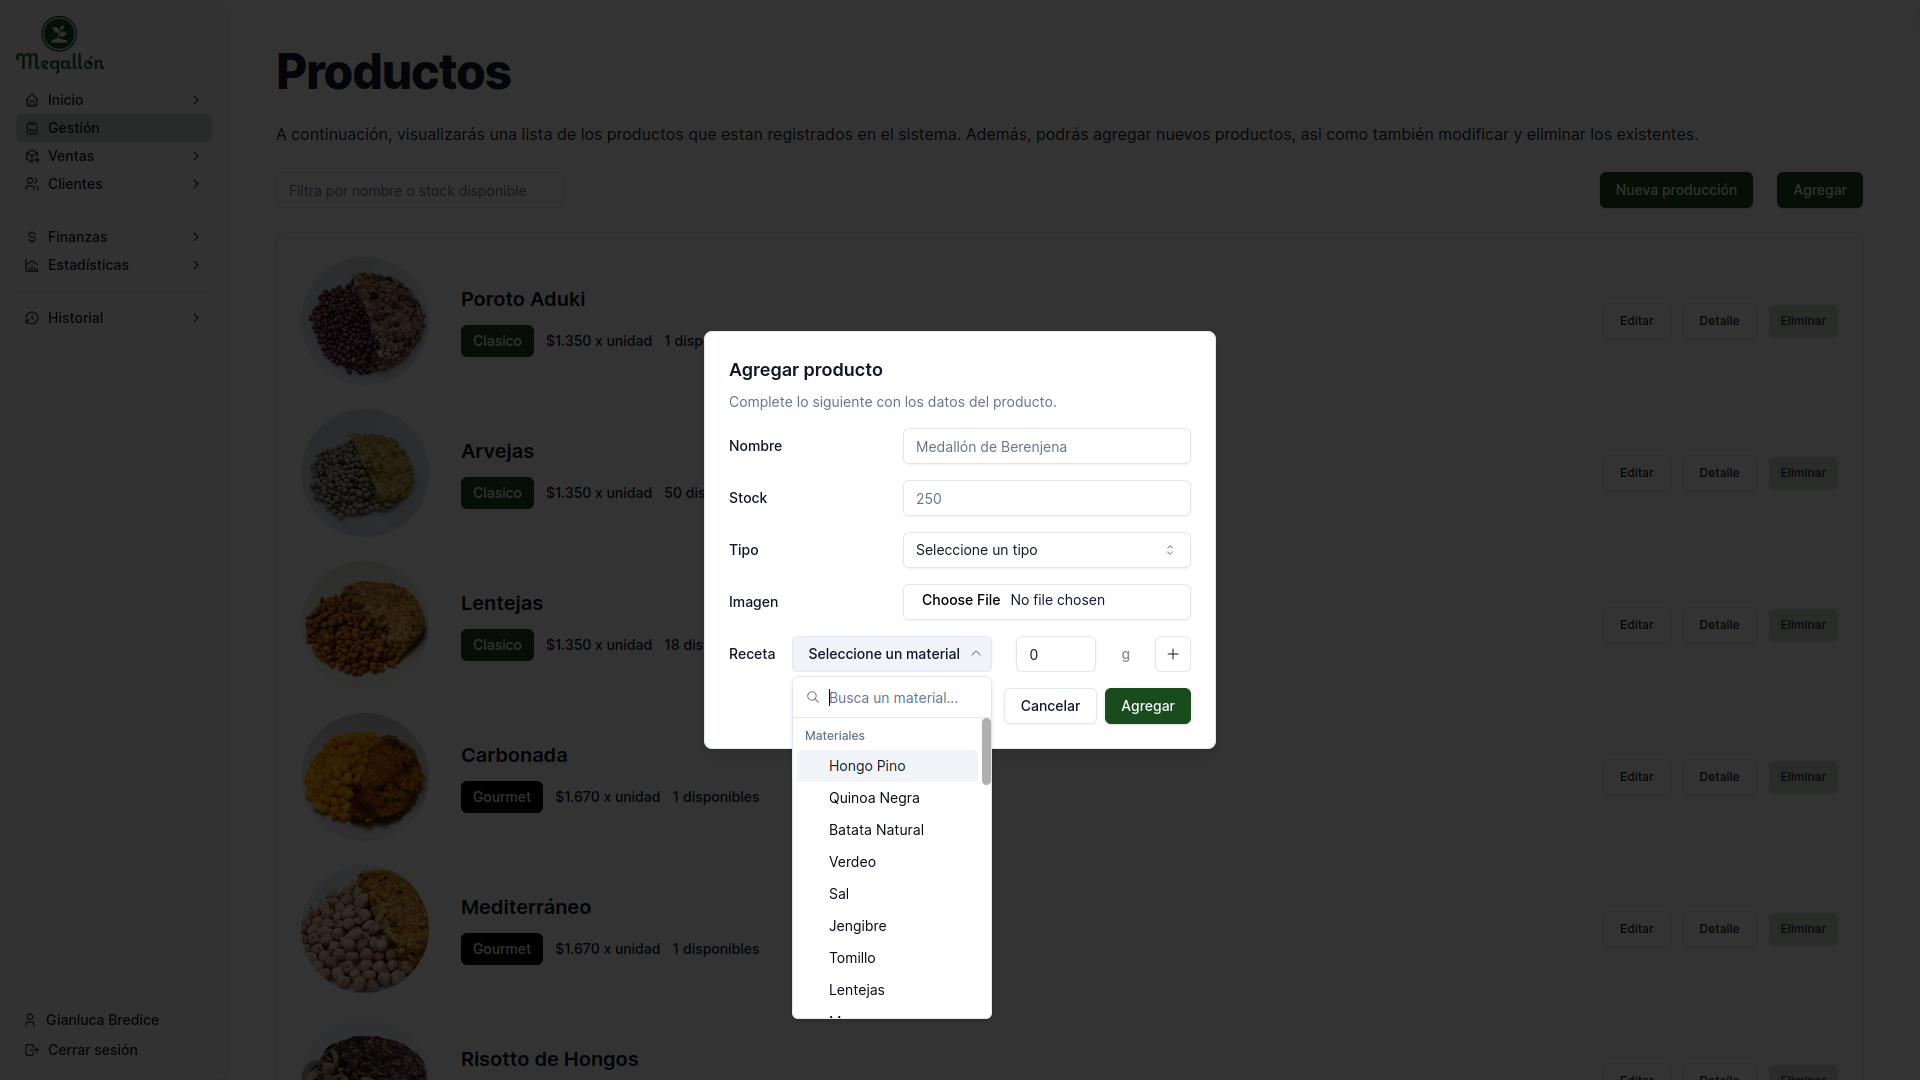 Megallón
Inicio
Gestión
Ventas
Clientes
Finanzas
Estadísticas
Historial
Gianluca Bredice
Cerrar sesión
Productos
A continuación, visualizarás una lista de los productos que estan registrados en el sistema. Además, podrás agregar nuevos productos, asi como también modificar y eliminar los existentes.
Filtra por nombre o stock disponible
Nueva producción
Agregar
Poroto Aduki
Clasico $1.350 x unidad 1 disp
Editar Detalle Eliminar
Arvejas
Clasico $1.350 x unidad 50 dis
Editar Detalle Eliminar
Lentejas
Clasico $1.350 x unidad 18 dis
Editar Detalle Eliminar
Carbonada
Gourmet $1.670 x unidad 1 disponibles
Editar Detalle Eliminar
Mediterráneo
Gourmet $1.670 x unidad 1 disponibles
Editar Detalle Eliminar
Risotto de Hongos
Editar Detalle Eliminar
Agregar producto
Complete lo siguiente con los datos del producto.
Nombre Medallón de Berenjena
Stock 250
Tipo Seleccione un tipo
Imagen Choose File No file chosen
Receta Seleccione un material 0 g +
Busca un material...
Cancelar Agregar
Materiales
Hongo Pino
Quinoa Negra
Batata Natural
Verdeo
Sal
Jengibre
Tomillo
Lentejas